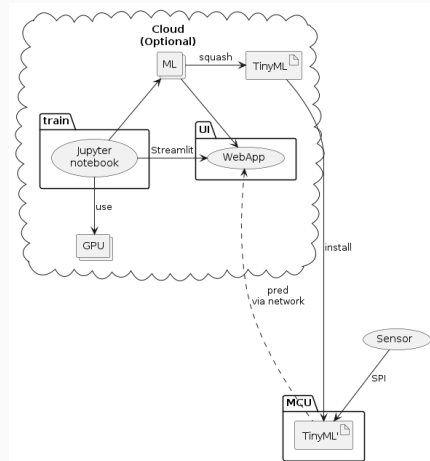 Cloud
(Optional)
ML
squash
TinyML
train
UI
Jupyter
notebook
Streamlit
WebApp
use
GPU
install
pred
via network
Sensor
SPI
MCU
TinyML'